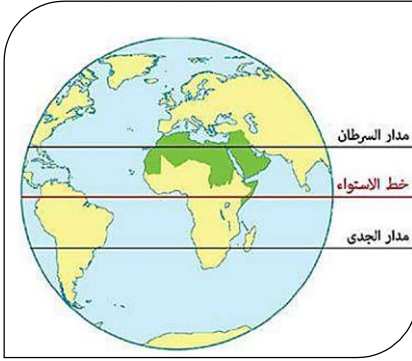 مدار السرطان
خط الاستواء
مدار الجدى